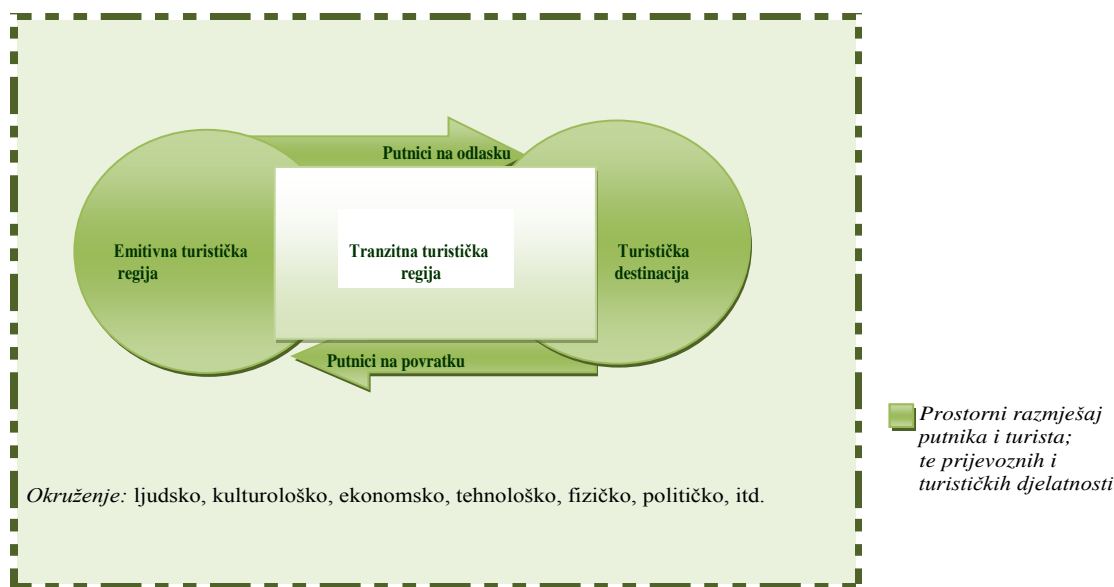 Putnici na odlasku
Emitivna turistička
regija
Tranzitna turistička
regija
Turistička
destinacija
Putnici na povratku
Prostorni razmješaj
putnika i turista;
te prijevoznih i
turističkih djelatnosti
Okruženje: ljudsko, kulturološko, ekonomsko, tehnološko, fizičko, političko, itd.